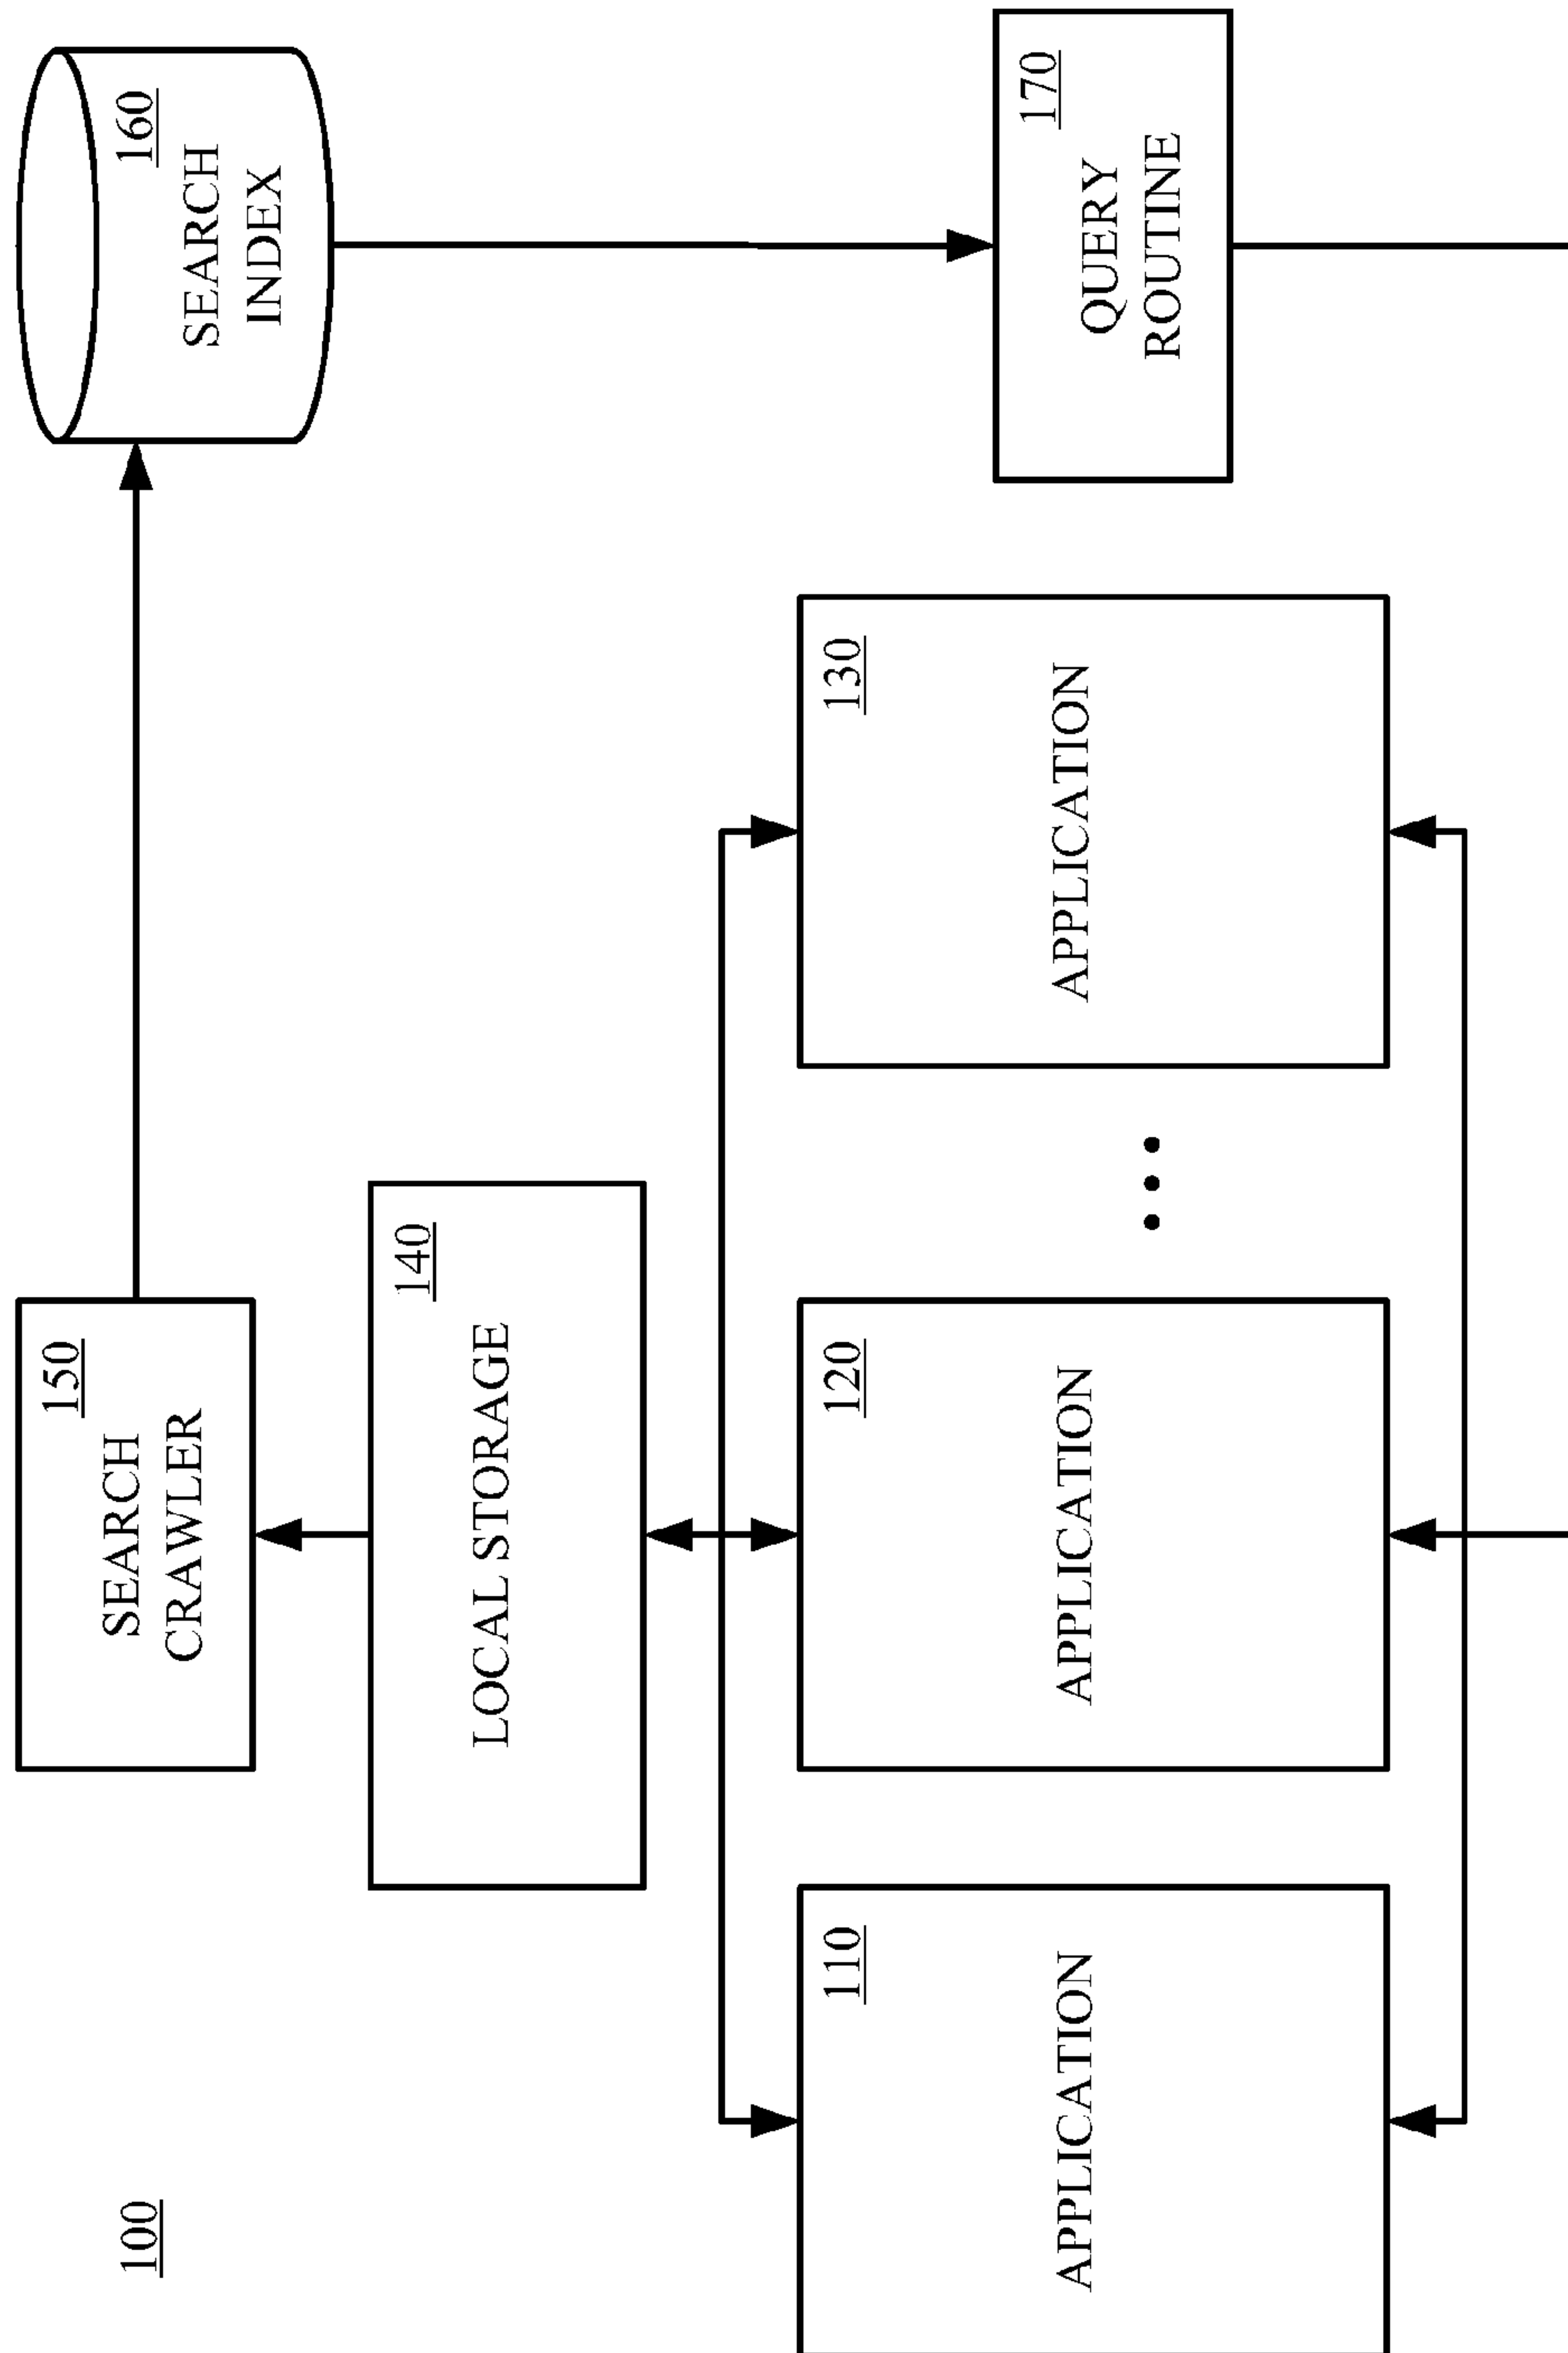 100
150
SEARCH
CRAWLER
160
SEARCH
INDEX
140
LOCAL STORAGE
110
APPLICATION
120
APPLICATION
130
APPLICATION
170
QUERY
ROUTINE